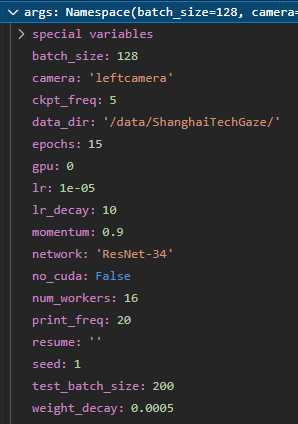 args: Namespace(batch_size=128, camera=
special variables
batch_size: 128
camera: 'leftcamera'
ckpt_freq: 5
data_dir: '/data/ShanghaiTechGaze/'
epochs: 15
gpu: 0
lr: 1e-05
lr_decay: 10
momentum: 0.9
network: 'ResNet-34'
no_cuda: False
num_workers: 16
print_freq: 20
resume: ''
seed: 1
test_batch_size: 200
weight_decay: 0.0005